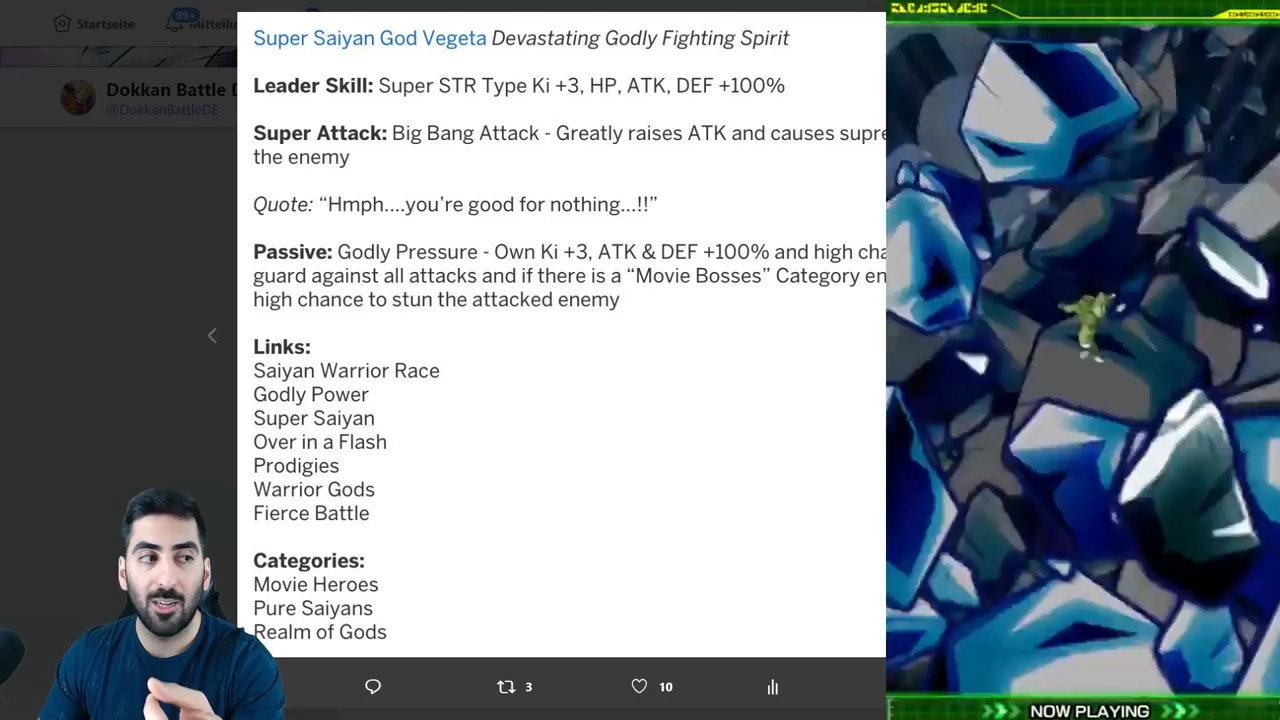 Startseite
99+
Mitteilu
Dokkan Battle D
@DokkanBattleDE
Super Saiyan God Vegeta Devastating Godly Fighting Spirit
Leader Skill: Super STR Type Ki +3, HP, ATK, DEF +100%
Super Attack: Big Bang Attack - Greatly raises ATK and causes supre
the enemy
Quote: “Hmph....you’re good for nothing...!!”
Passive: Godly Pressure - Own Ki +3, ATK & DEF +100% and high cha
guard against all attacks and if there is a “Movie Bosses” Category en
high chance to stun the attacked enemy
Links:
Saiyan Warrior Race
Godly Power
Super Saiyan
Over in a Flash
Prodigies
Warrior Gods
Fierce Battle
Categories:
Movie Heroes
Pure Saiyans
Realm of Gods
3
10
NOW PLAYING